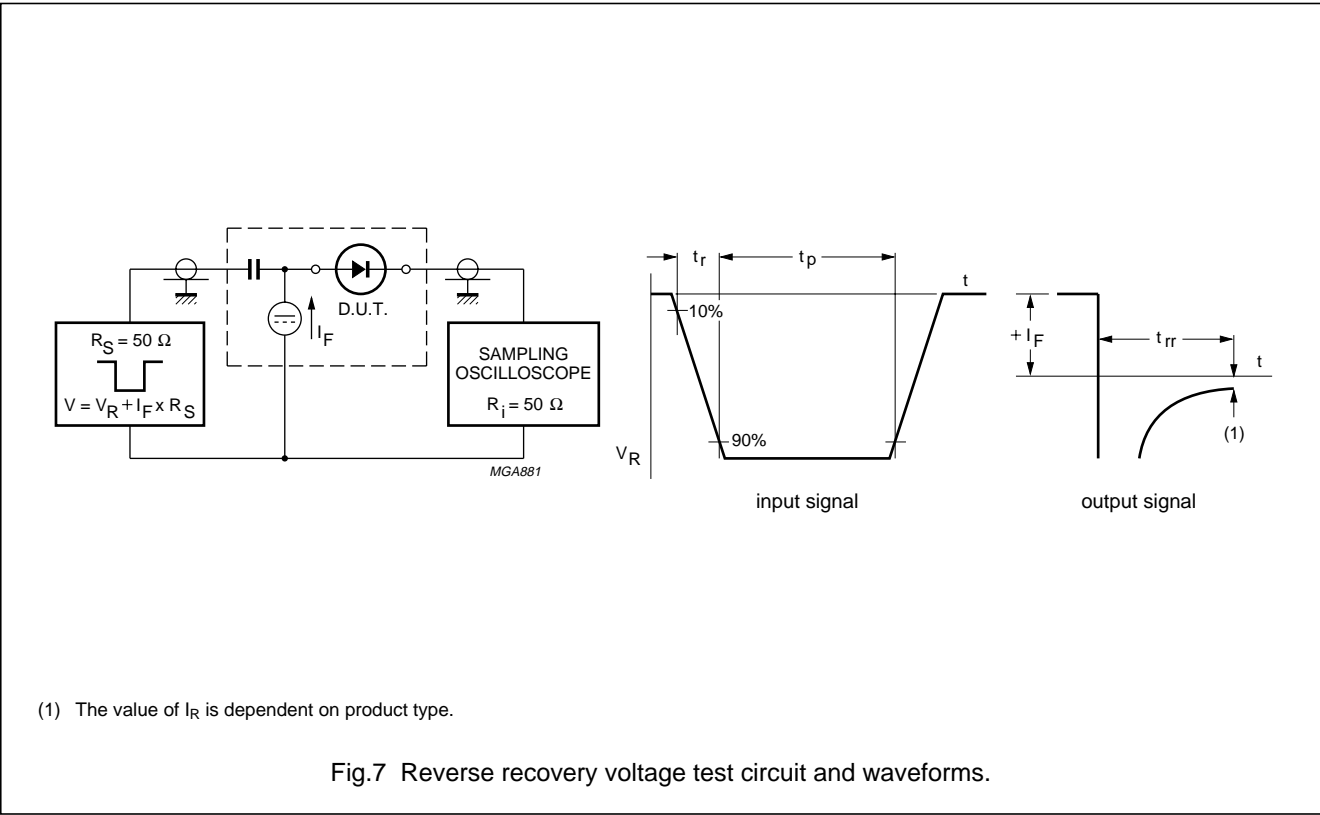 D.U.T.
I_F
R_S = 50 Ω
V = V_R + I_F x R_S
SAMPLING
OSCILLOSCOPE
R_i = 50 Ω
MGA881
t_r
t_p
t
10%
90%
V_R
input signal
+ I_F
t_rr
t
(1)
output signal
(1) The value of I_R is dependent on product type.
Fig.7 Reverse recovery voltage test circuit and waveforms.